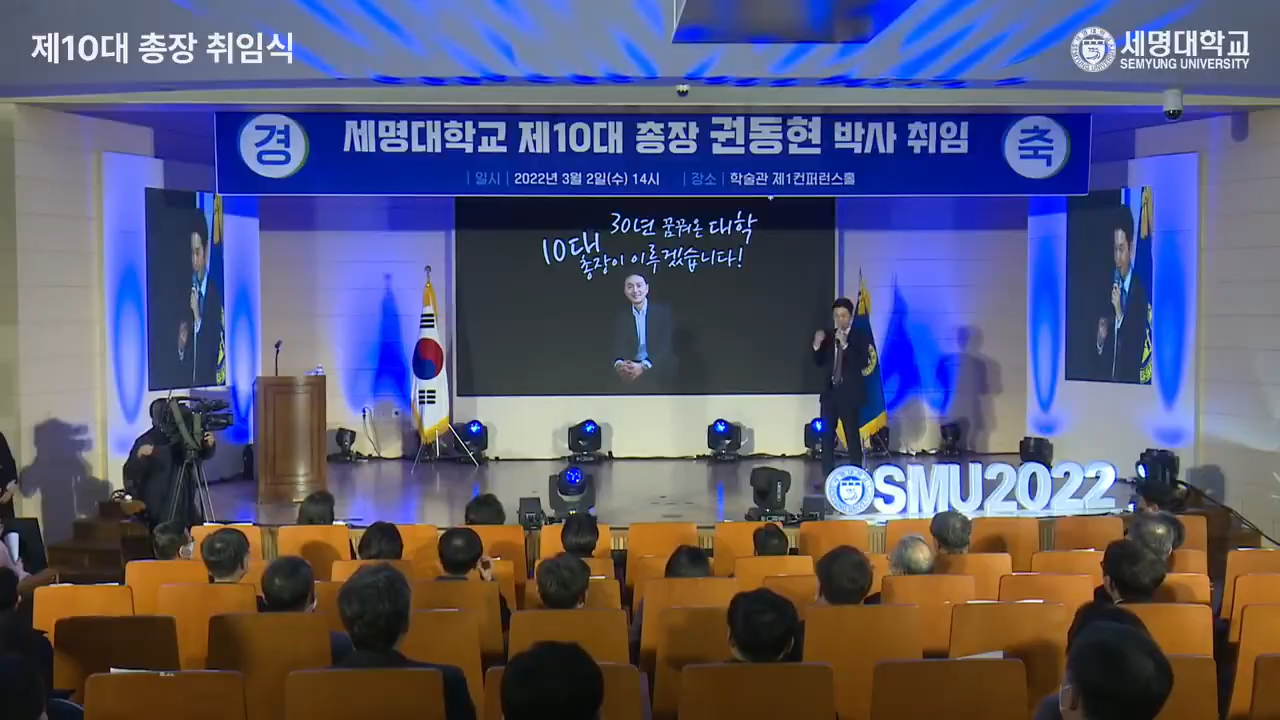 제10대 총장 취임식
세명대학교
SEMYUNG UNIVERSITY
경
세명대학교 제10대 총장 권동현 박사 취임
축
일시 2022년 3월 2일(수) 14시 장소 학술관 제1컨퍼런스홀
30년 꿈꿔온 대학
10대
총장이 이루겠습니다!
SMU2022